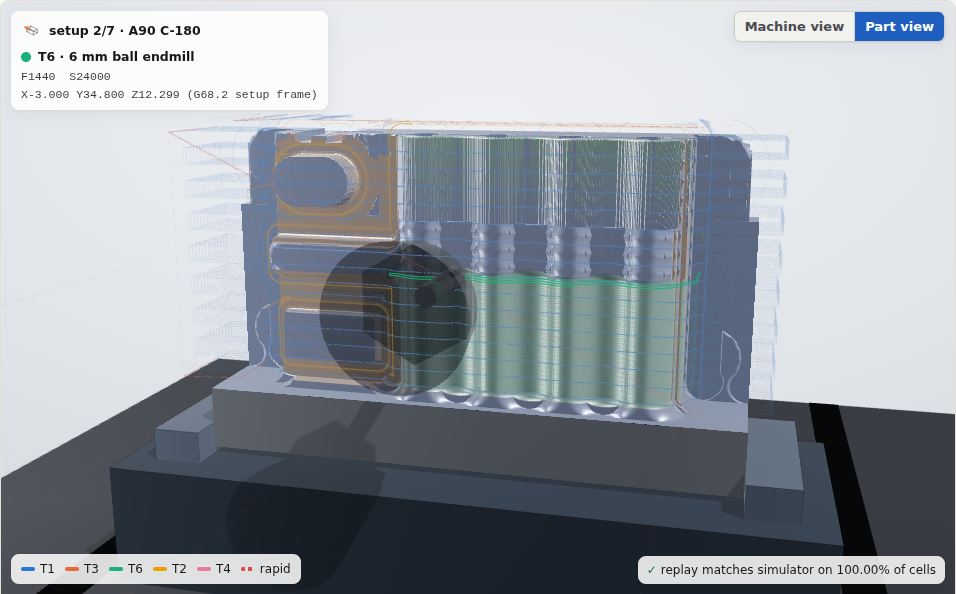 setup 2/7 · A90 C-180
Machine view
Part view
T6 · 6 mm ball endmill
F1440 S24000
X-3.000 Y34.800 Z12.299 (G68.2 setup frame)
T1
T3
T6
T2
T4
rapid
✓ replay matches simulator on 100.00% of cells